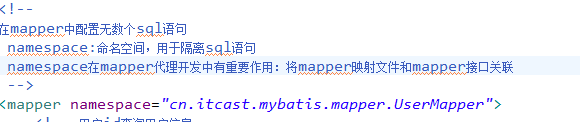 <!--
在mapper中配置无数个sql语句
namespace:命名空间，用于隔离sql语句
namespace在mapper代理开发中有重要作用：将mapper映射文件和mapper接口关联
-->
<mapper namespace="cn.itcast.mybatis.mapper.UserMapper">